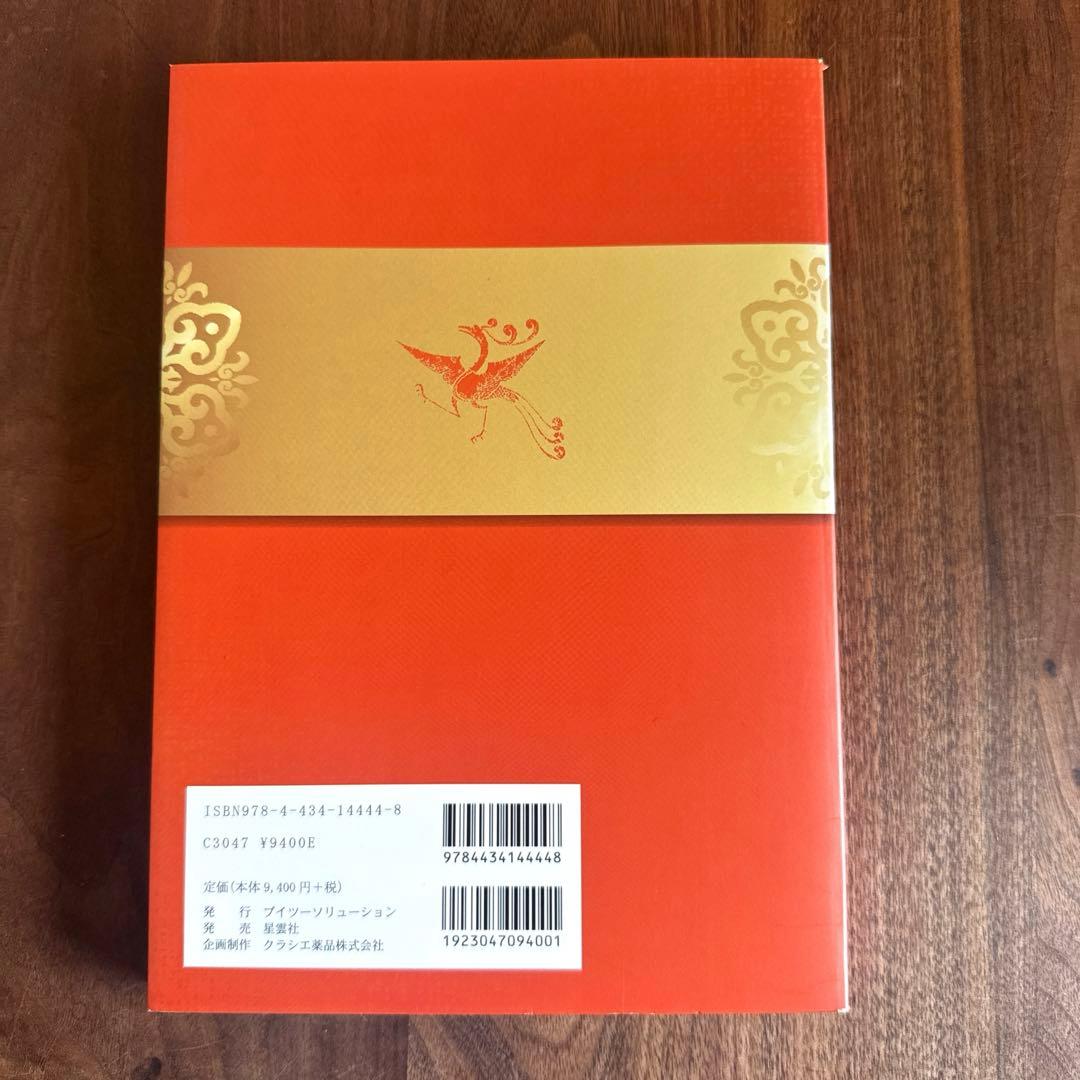 ISBN978-4-434-14444-8
C3047 ¥9400E
9784434144448
定価(本体9,400円+税)
発　行　ブイツーソリューション
発　売　星雲社
企画制作　クラシエ薬品株式会社
1923047094001